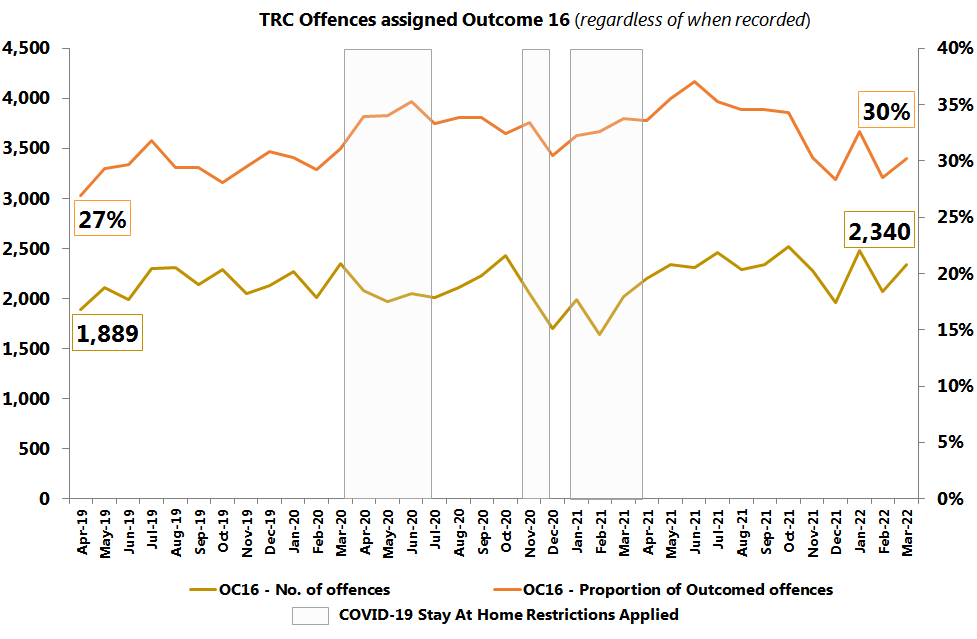 TRC Offences assigned Outcome 16 (regardless of when recorded)
4,500
4,000
3,500
3,000
2,500
2,000
1,500
1,000
500
0
40%
35%
30%
25%
20%
15%
10%
5%
0%
27%
1,889
30%
2,340
Apr-19
May-19
Jun-19
Jul-19
Aug-19
Sep-19
Oct-19
Nov-19
Dec-19
Jan-20
Feb-20
Mar-20
Apr-20
May-20
Jun-20
Jul-20
Aug-20
Sep-20
Oct-20
Nov-20
Dec-20
Jan-21
Feb-21
Mar-21
Apr-21
May-21
Jun-21
Jul-21
Aug-21
Sep-21
Oct-21
Nov-21
Dec-21
Jan-22
Feb-22
Mar-22
OC16 - No. of offences
OC16 - Proportion of Outcomed offences
COVID-19 Stay At Home Restrictions Applied